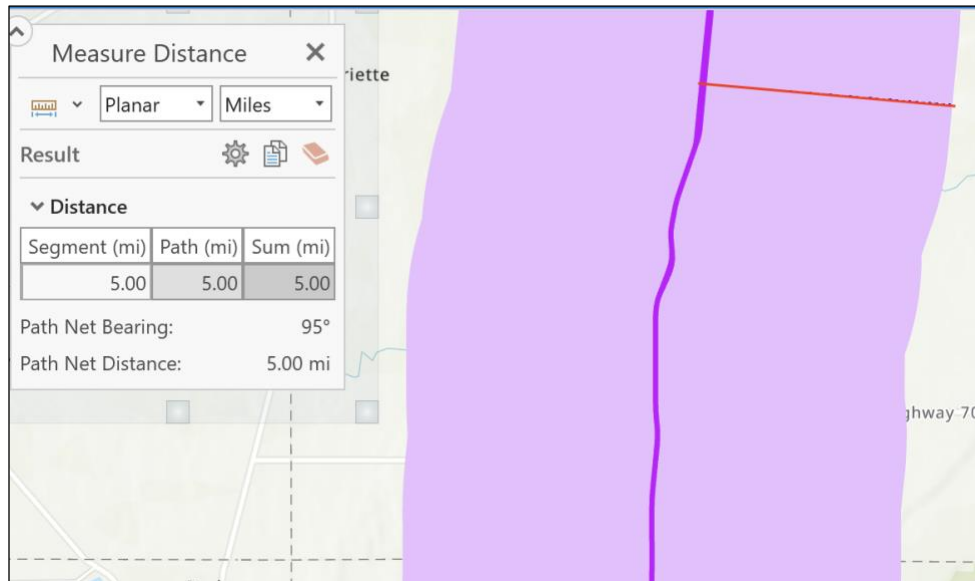 Measure Distance
riette
Planar Miles
Result
Distance
Segment (mi) Path (mi) Sum (mi)
5.00 5.00 5.00
Path Net Bearing: 95°
Path Net Distance: 5.00 mi
ghway 70